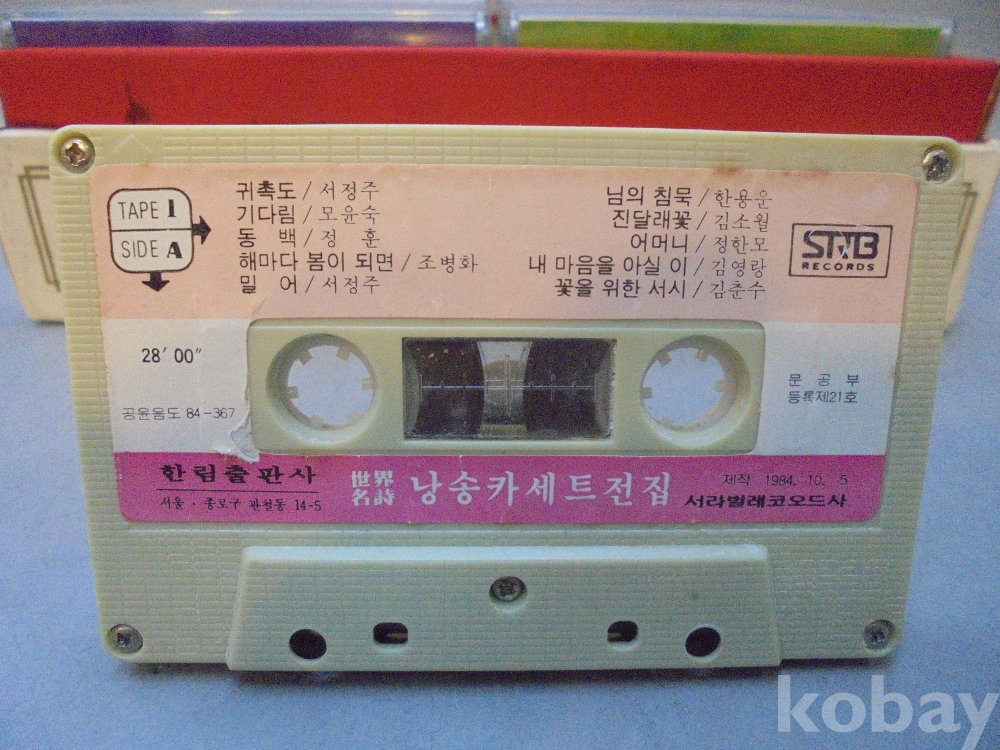 TAPE 1
SIDE A
귀촉도 / 서정주
기다림 / 모윤숙
동 백 / 정 훈
해마다 봄이 되면 / 조병화
밀 어 / 서정주
님의 침묵 / 한용운
진달래꽃 / 김소월
어머니 / 정한모
내 마음을 아실 이 / 김영랑
꽃을 위한 서시 / 김춘수
STNB
RECORDS
28′ 00″
공윤음도 84-367
문 공 부
등록제21호
한림출판사
서울·종로구 관철동 14-5
世界
名詩
낭송카세트전집
제작 1984. 10. 5
서라벌레코오드사
kobay